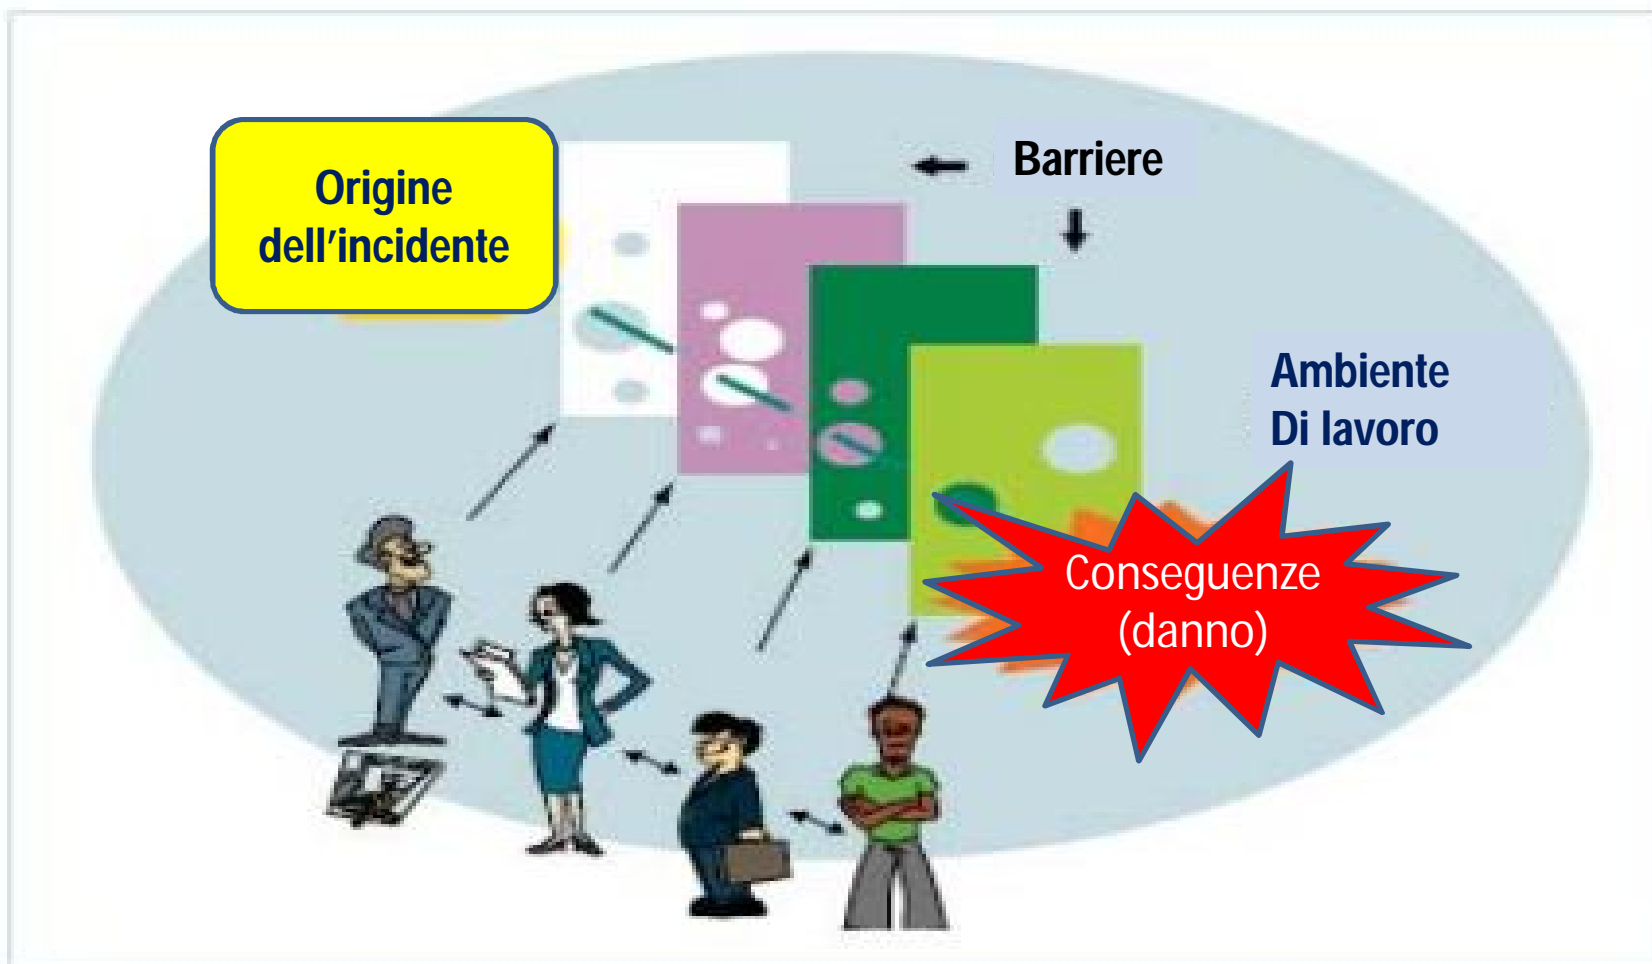 Origine
dell’incidente
Barriere
Ambiente
Di lavoro
Conseguenze
(danno)